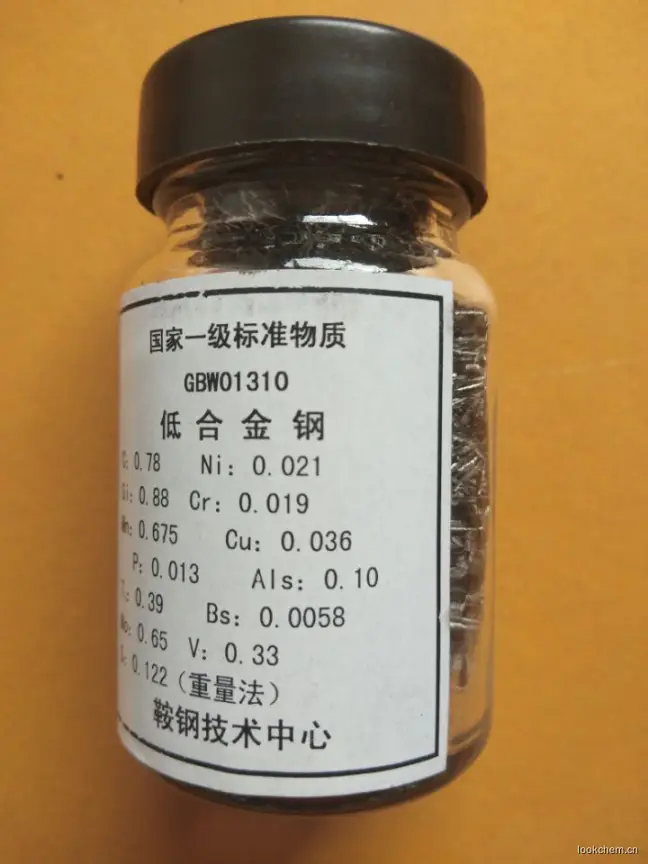 国家一级标准物质
GBW01310
低合金钢
C: 0.78 Ni: 0.021
Si: 0.88 Cr: 0.019
Mn: 0.675 Cu: 0.036
P: 0.013 Als: 0.10
0.39 Bs: 0.0058
Mo: 0.65 V: 0.33
0.122 (重量法)
鞍钢技术中心
lookchem.cn